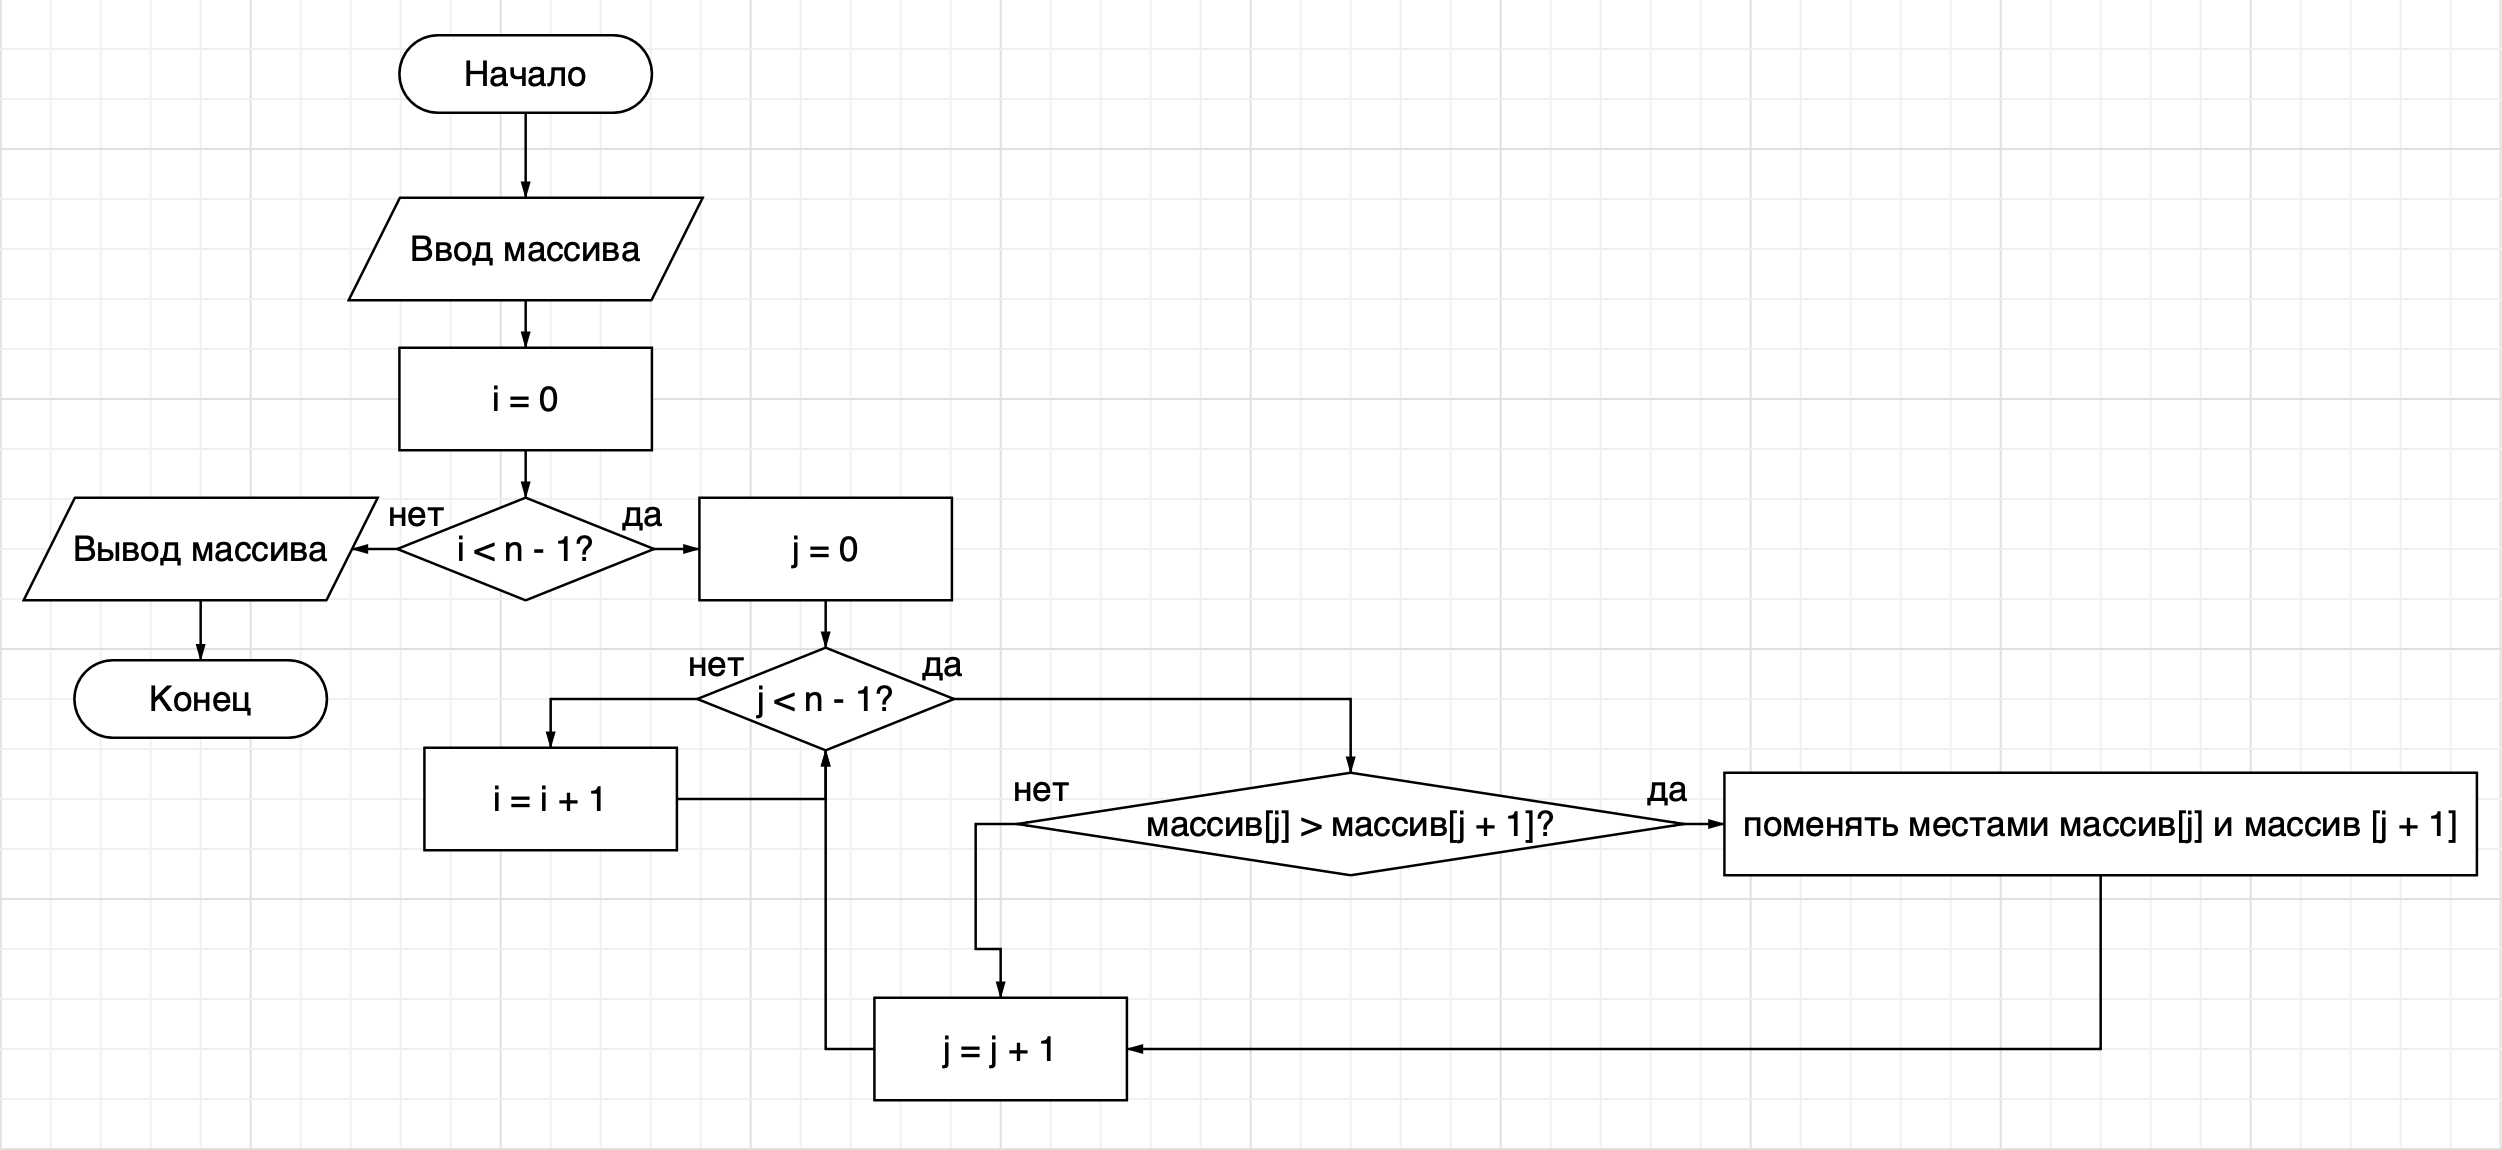 Начало
Ввод массива
i = 0
нет
да
Вывод массива
i < n - 1?
j = 0
нет
да
Конец
j < n - 1?
i = i + 1
нет
да
массив[j] > массив[j + 1]?
поменять местами массив[j] и массив [j + 1]
j = j + 1